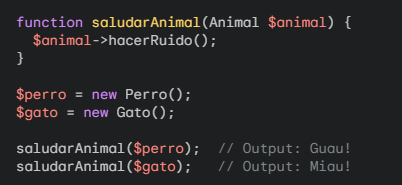 function saludarAnimal(Animal $animal) {
  $animal->hacerRuido();
}

$perro = new Perro();
$gato = new Gato();

saludarAnimal($perro);  // Output: Guau!
saludarAnimal($gato);   // Output: Miau!